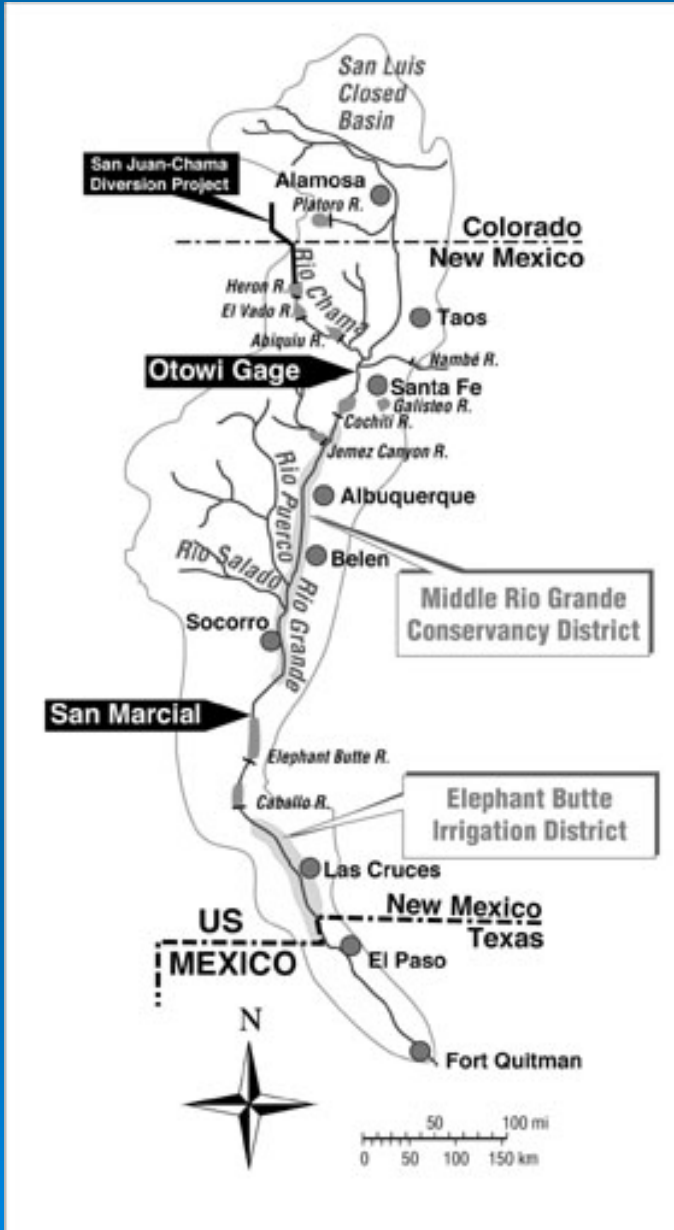 San Luis
Closed
Basin
San Juan-Chama
Diversion Project
Alamosa
Platoro R.
Colorado
New Mexico
Rio Chama
Heron R.
El Vado R.
Taos
Abiquiu R.
Nambé R.
Otowi Gage
Santa Fe
Galisteo R.
Cochiti R.
Jemez Canyon R.
Rio Puerco
Albuquerque
Rio Salado
Belen
Rio Grande
Middle Rio Grande
Conservancy District
Socorro
San Marcial
Elephant Butte R.
Caballo R.
Elephant Butte
Irrigation District
Las Cruces
New Mexico
Texas
US
MEXICO
El Paso
N
Fort Quitman
50 100 mi
0 50 100 150 km